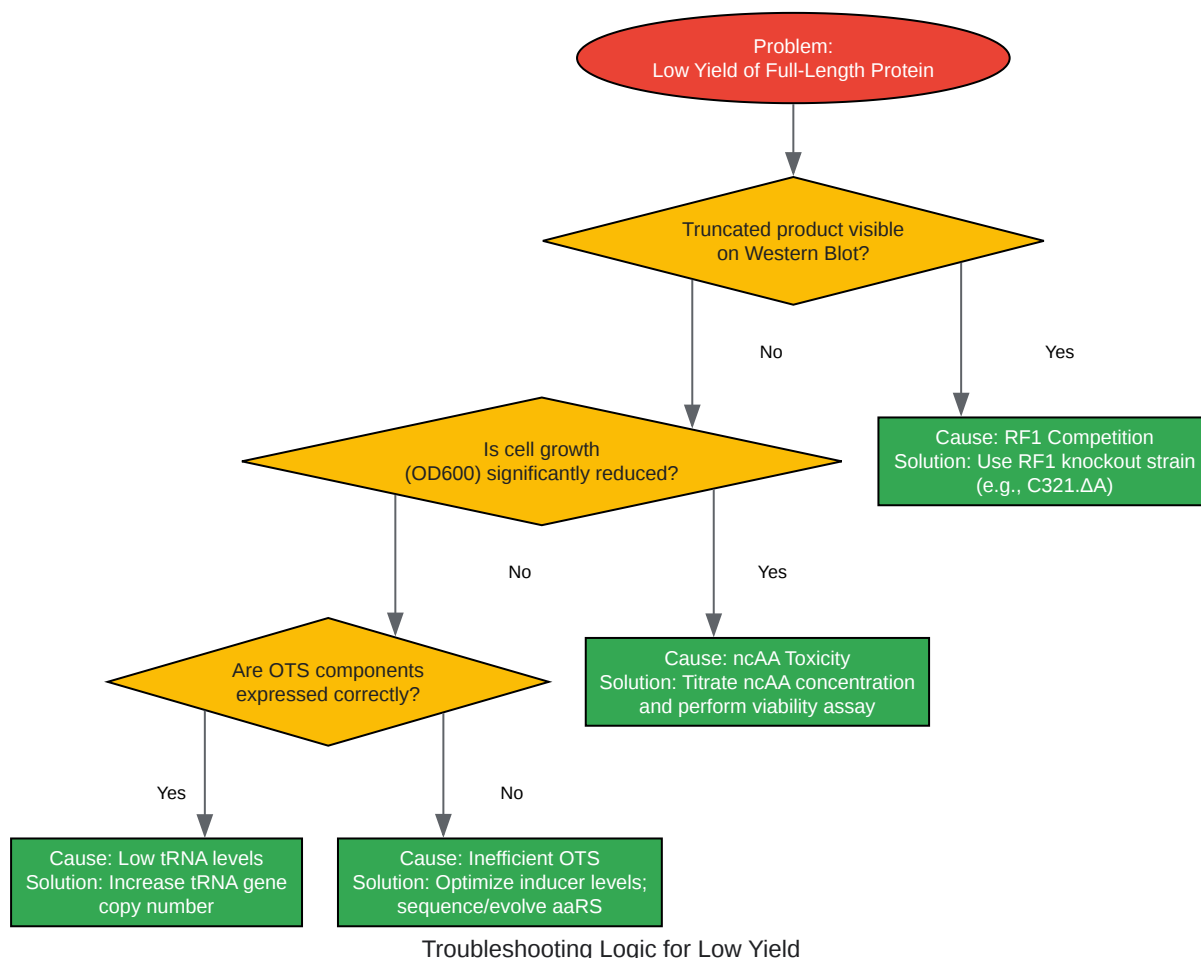 Problem:
Low Yield of Full-Length Protein
Truncated product visible
on Western Blot?
No
Yes
Is cell growth
(OD600) significantly reduced?
Cause: RF1 Competition
Solution: Use RF1 knockout strain
(e.g., C321.ΔA)
No
Yes
Are OTS components
expressed correctly?
Cause: ncAA Toxicity
Solution: Titrate ncAA concentration
and perform viability assay
Yes
No
Cause: Low tRNA levels
Solution: Increase tRNA gene
copy number
Cause: Inefficient OTS
Solution: Optimize inducer levels;
sequence/evolve aaRS
Troubleshooting Logic for Low Yield